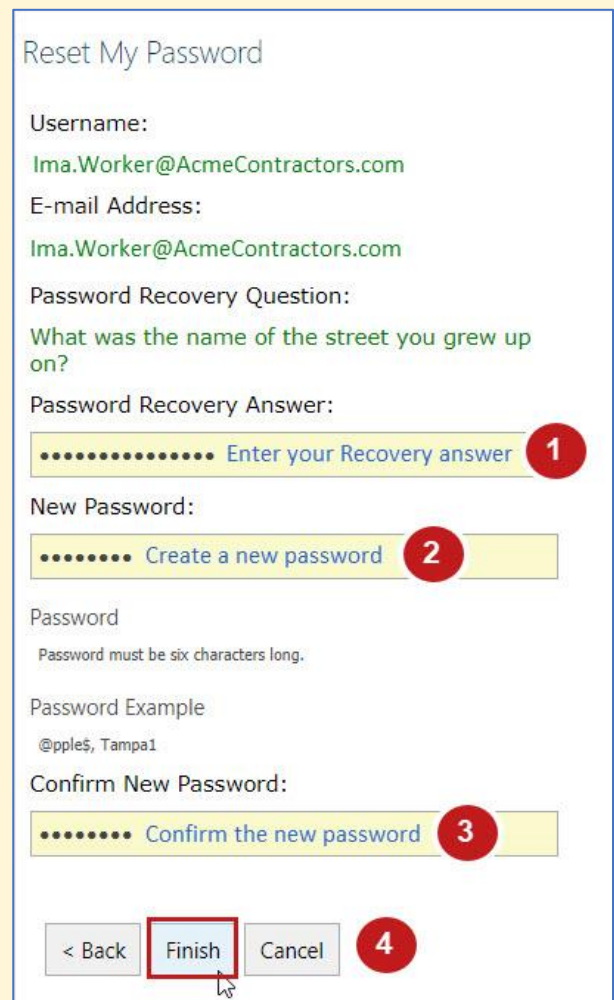 Reset My Password
Username:
Ima.Worker@AcmeContractors.com
E-mail Address:
Ima.Worker@AcmeContractors.com
Password Recovery Question:
What was the name of the street you grew up
on?
Password Recovery Answer:
••••••••••••••• Enter your Recovery answer 1
New Password:
•••••••• Create a new password 2
Password
Password must be six characters long.
Password Example
@pple$, Tampa1
Confirm New Password:
•••••••• Confirm the new password 3
< Back Finish Cancel 4